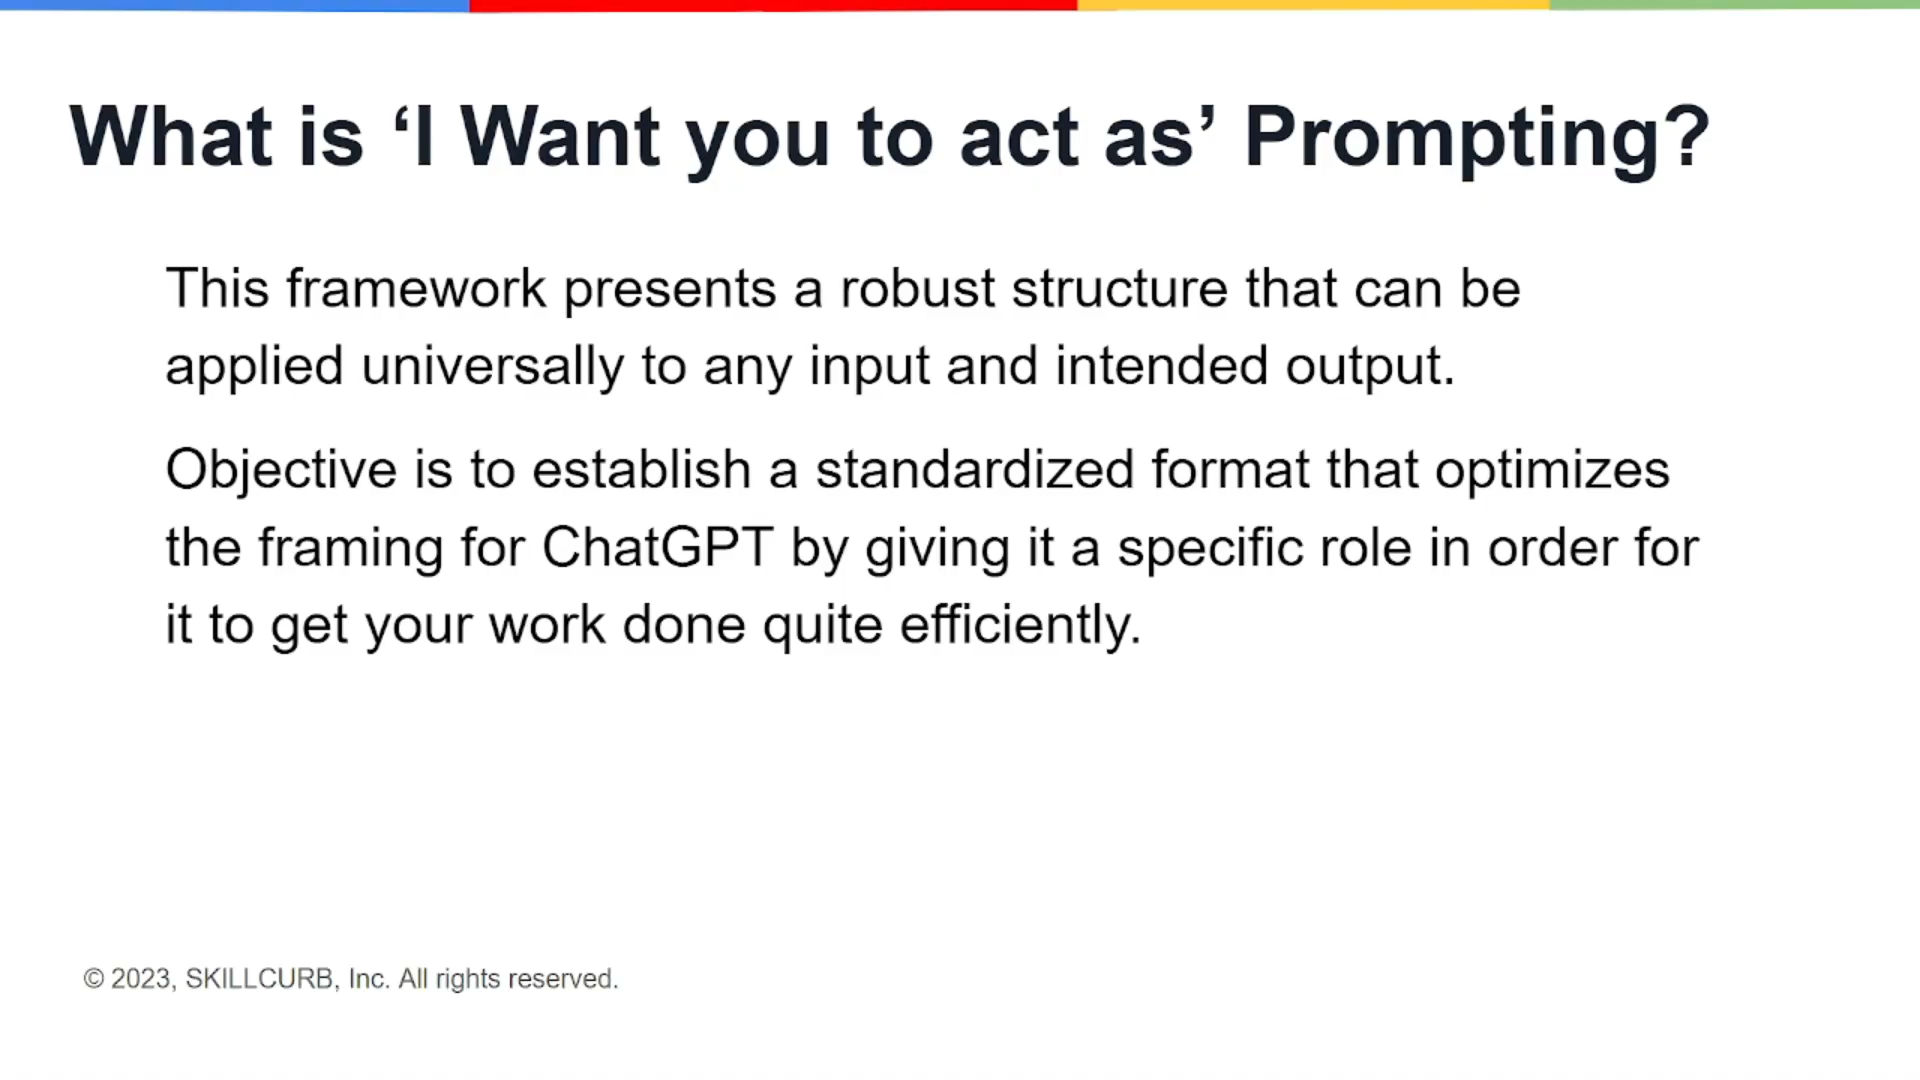 What is ‘I Want you to act as’ Prompting?
This framework presents a robust structure that can be
applied universally to any input and intended output.
Objective is to establish a standardized format that optimizes
the framing for ChatGPT by giving it a specific role in order for
it to get your work done quite efficiently.
© 2023, SKILLCURB, Inc. All rights reserved.